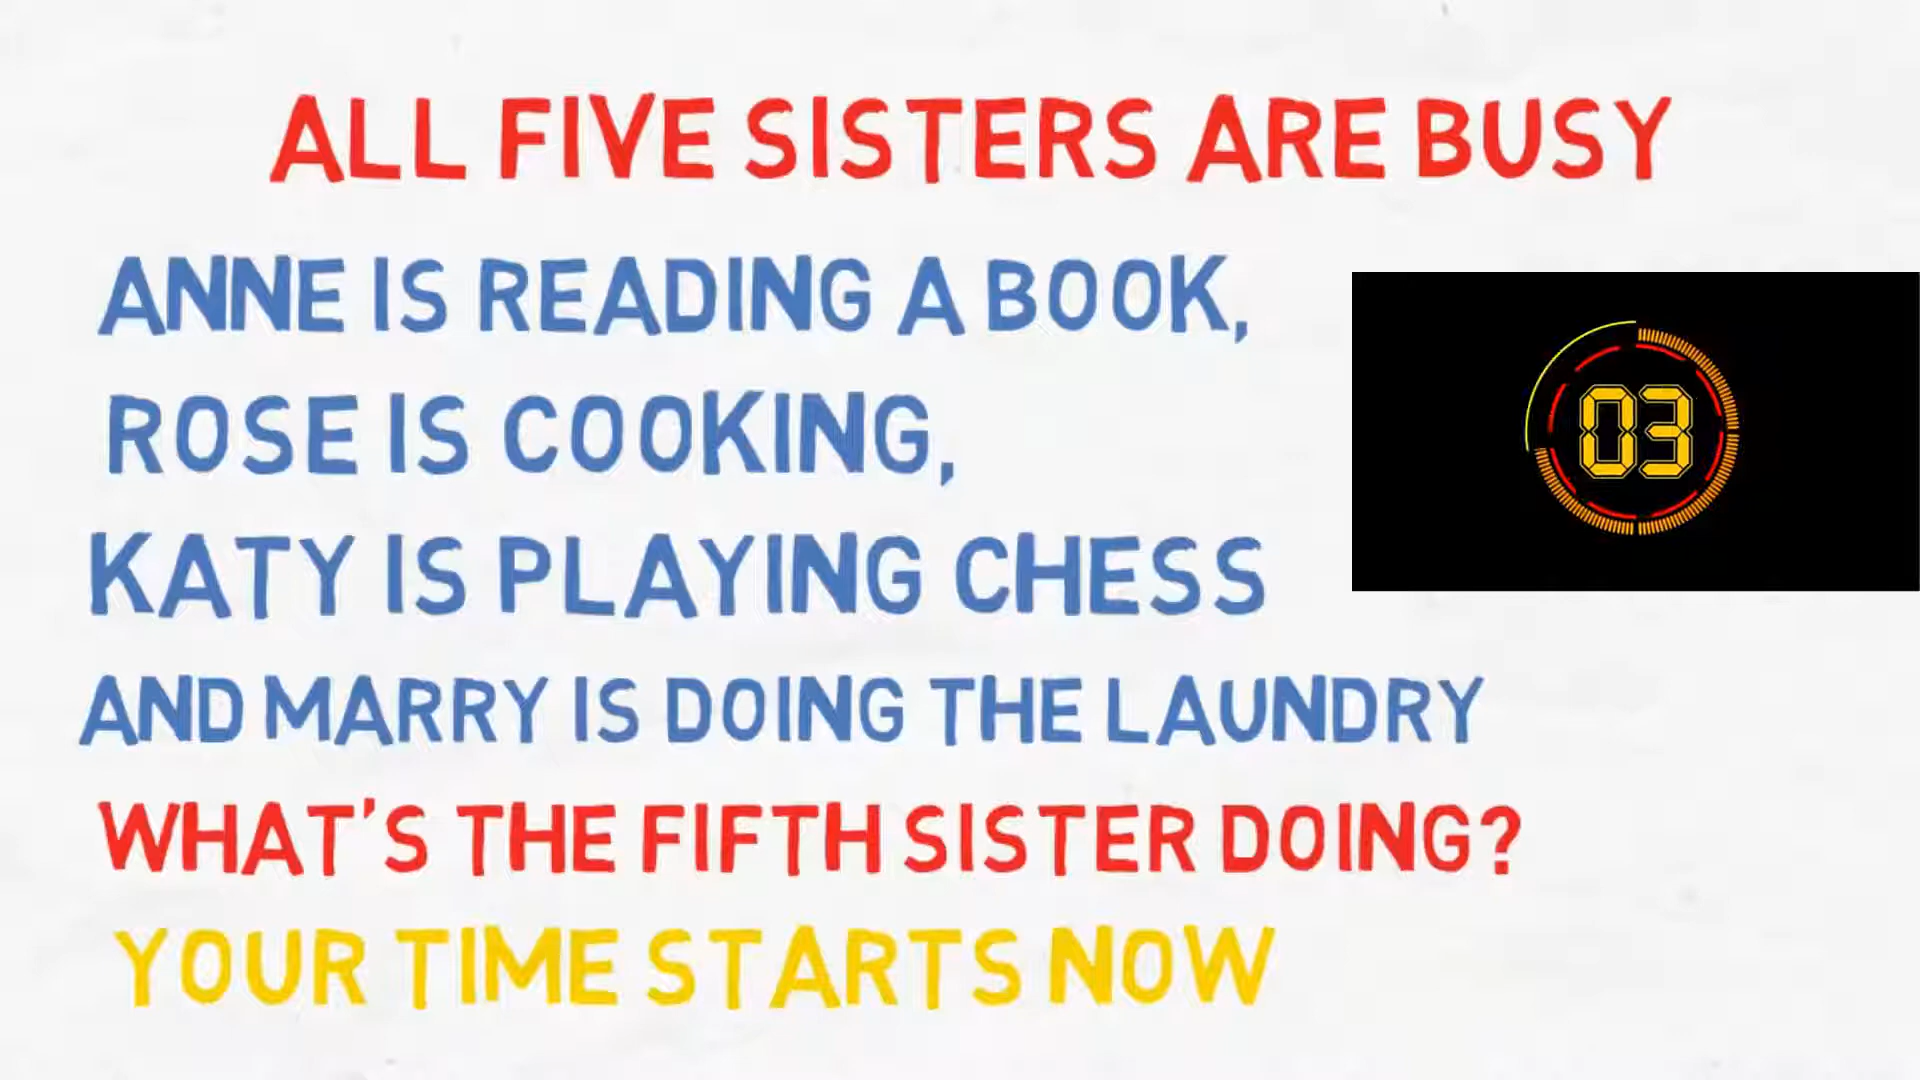 ALL FIVE SISTERS ARE BUSY
ANNE IS READING A BOOK,
ROSE IS COOKING,
03
KATY IS PLAYING CHESS
AND MARRY IS DOING THE LAUNDRY
WHAT'S THE FIFTH SISTER DOING?
YOUR TIME STARTS NOW